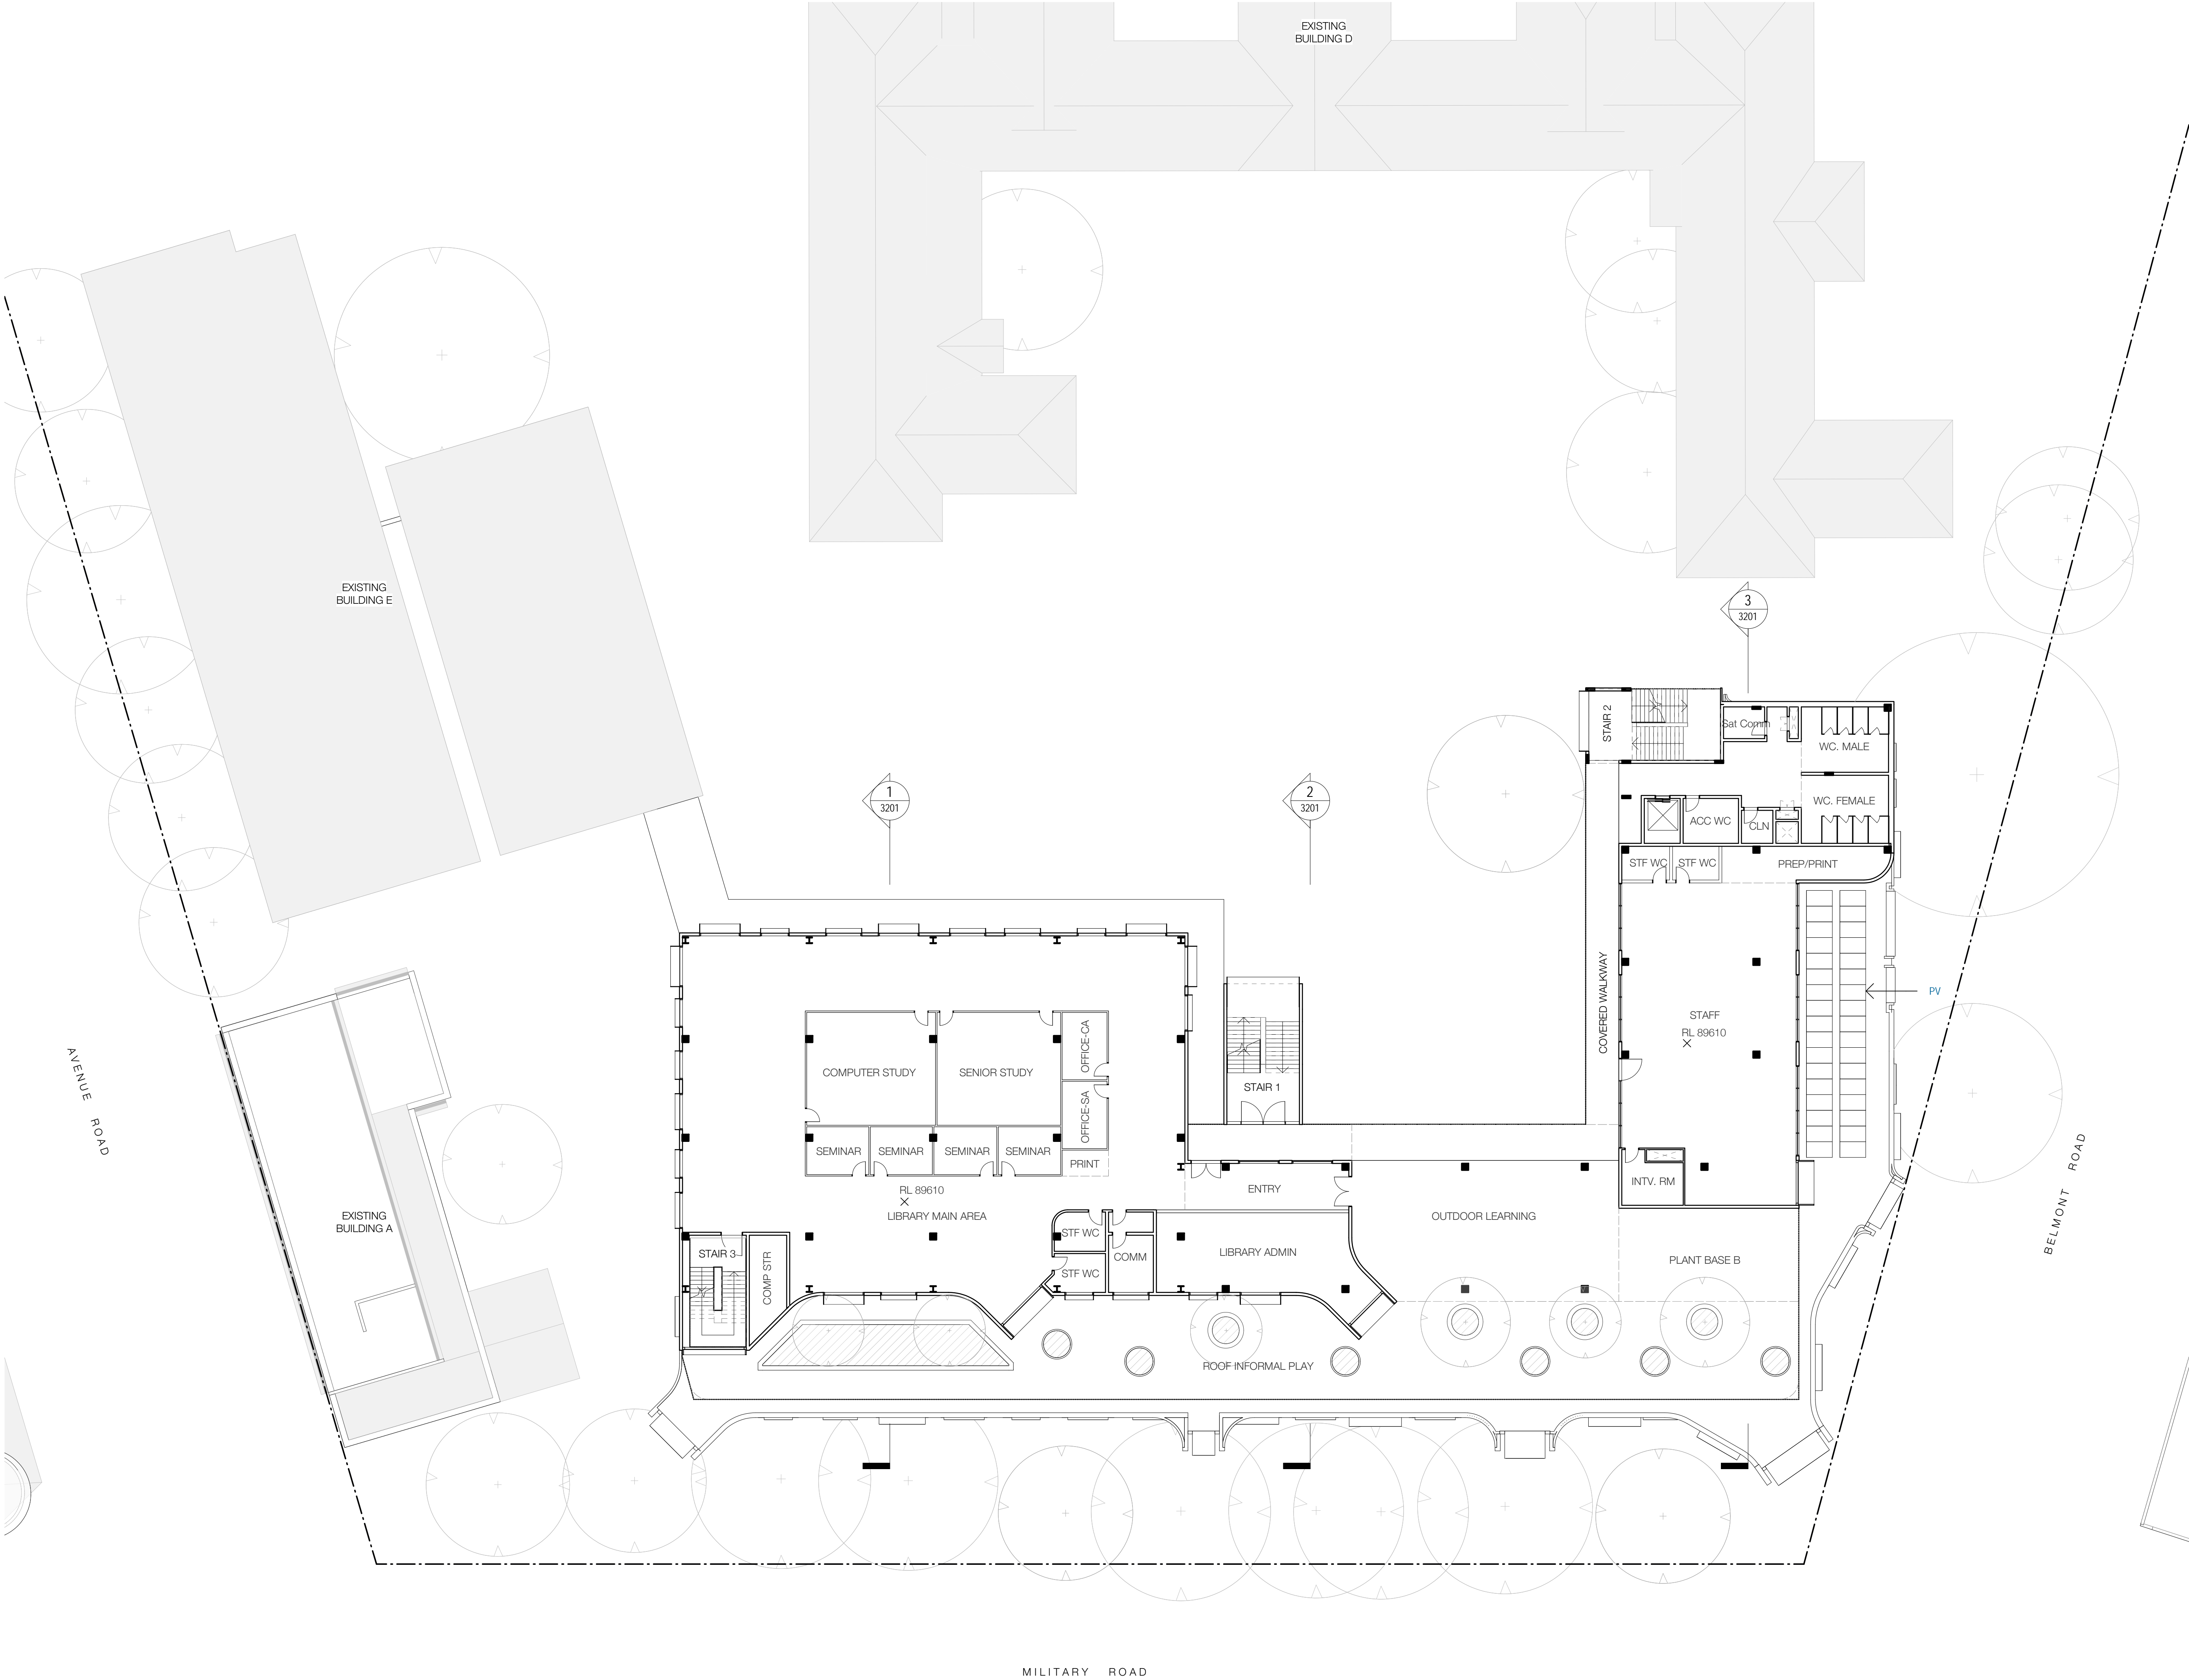 EXISTING
BUILDING D
EXISTING
BUILDING E
3
3201
STAIR 2
Sat Comm
WC. MALE
1
3201
2
3201
WC. FEMALE
ACC WC
CLN
STF WC
STF WC
PREP/PRINT
COVERED WALKWAY
PV
STAFF
RL 89610
AVENUE ROAD
COMPUTER STUDY
SENIOR STUDY
OFFICE-CA
STAIR 1
OFFICE-SA
SEMINAR
SEMINAR
SEMINAR
SEMINAR
PRINT
BELMONT ROAD
INTV. RM
RL 89610
ENTRY
LIBRARY MAIN AREA
OUTDOOR LEARNING
EXISTING
BUILDING A
STF WC
STAIR 3
COMP STR
COMM
LIBRARY ADMIN
PLANT BASE B
STF WC
ROOF INFORMAL PLAY
MILITARY ROAD